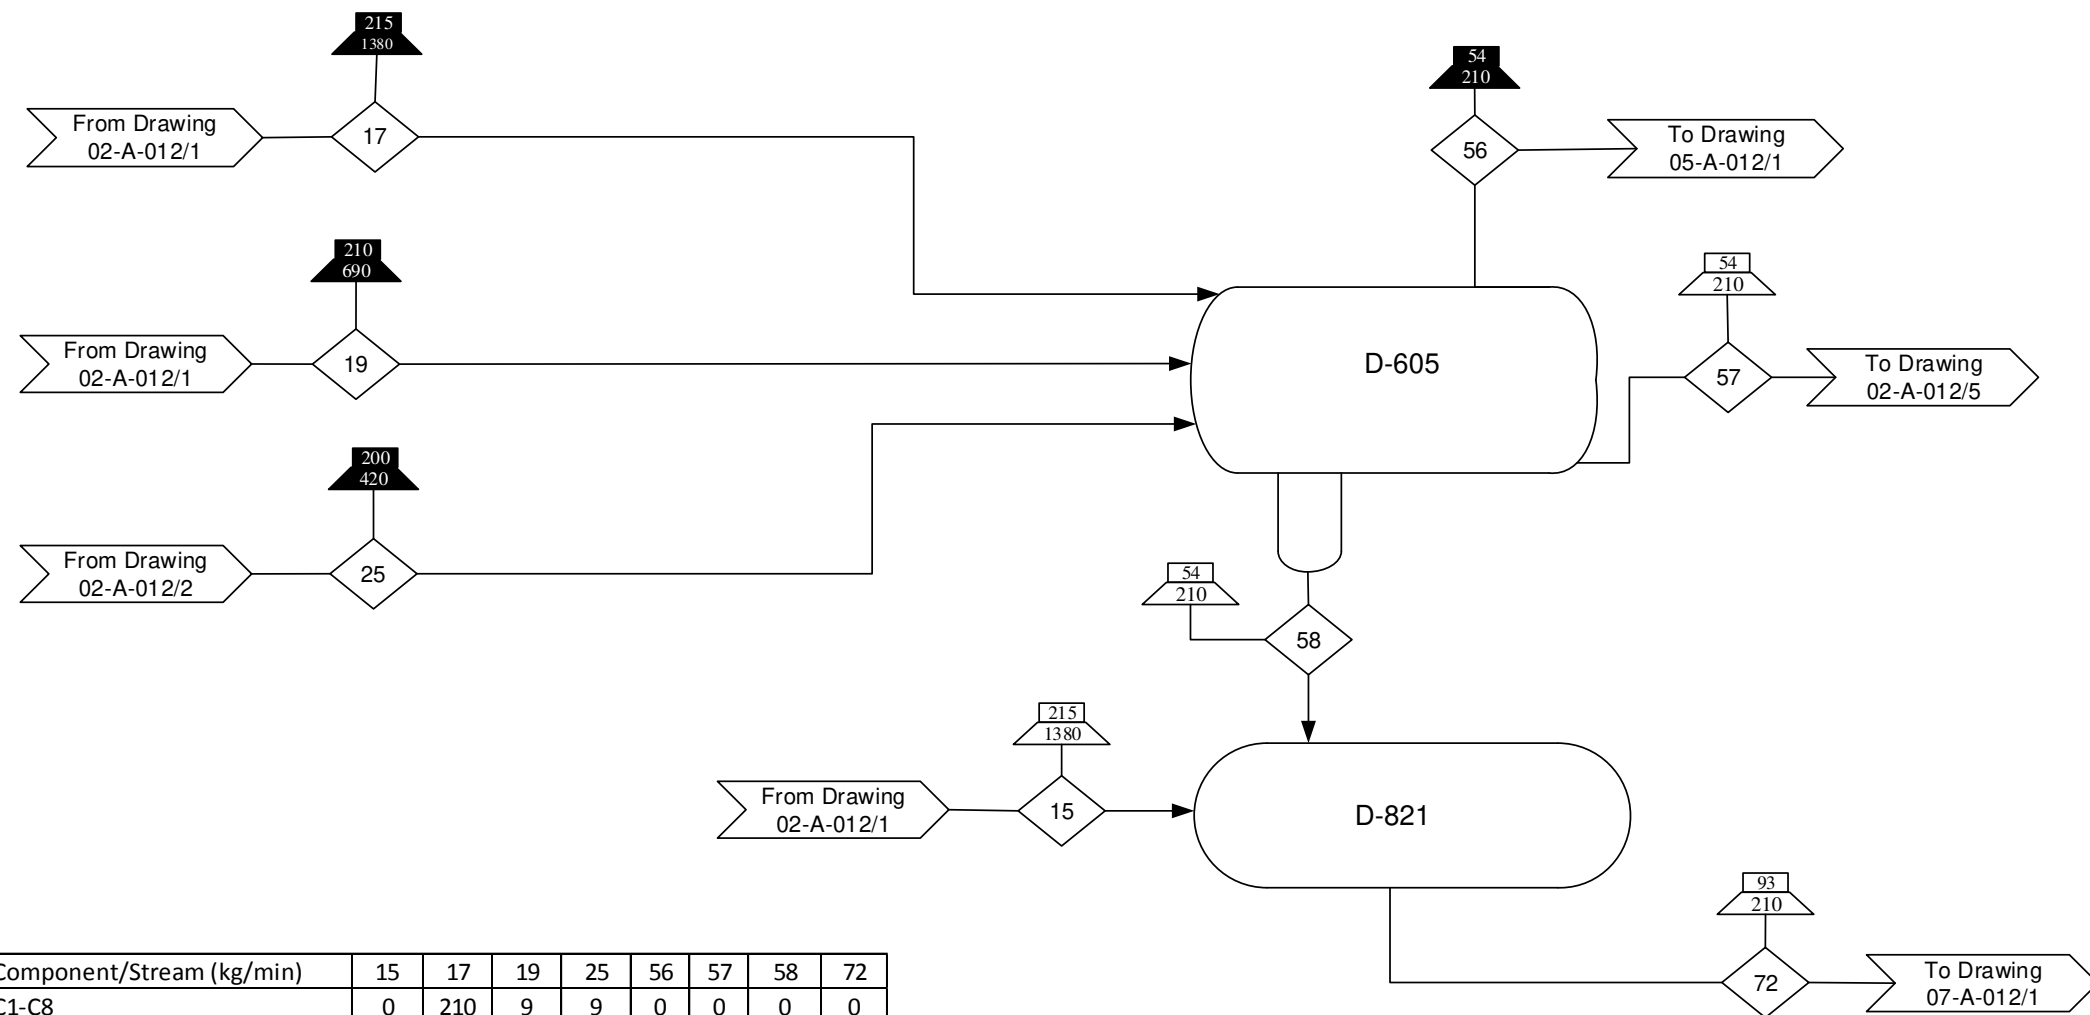 215
1380
From Drawing
02-A-012/1
17
54
210
56
To Drawing
05-A-012/1
210
690
From Drawing
02-A-012/1
19
D-605
54
210
57
To Drawing
02-A-012/5
200
420
From Drawing
02-A-012/2
25
54
210
58
215
1380
From Drawing
02-A-012/1
15
D-821
93
210
72
To Drawing
07-A-012/1
Component/Stream (kg/min) 15 17 19 25 56 57 58 72
C1-C8 0 210 9 9 0 0 0 0